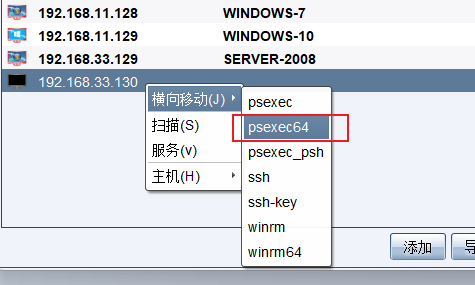 192.168.11.128 WINDOWS-7
192.168.11.129 WINDOWS-10
192.168.33.129 SERVER-2008
192.168.33.130
横向移动(J)
扫描(S)
服务(v)
主机(H)
psexec
psexec64
psexec_psh
ssh
ssh-key
winrm
winrm64
添加